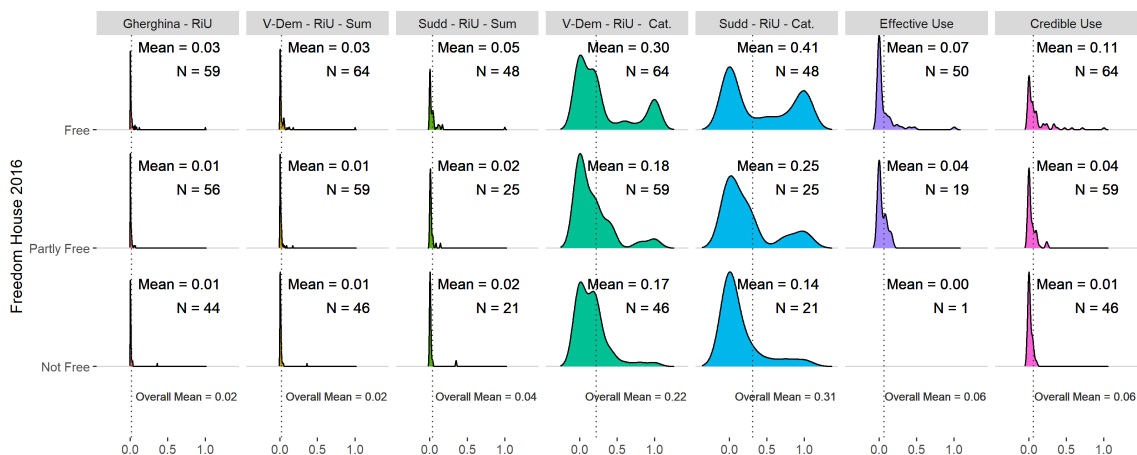 Gherghina - RiU
V-Dem - RiU - Sum
Sudd - RiU - Sum
V-Dem - RiU - Cat.
Sudd - RiU - Cat.
Effective Use
Credible Use
Mean = 0.03
Mean = 0.03
Mean = 0.05
Mean = 0.30
Mean = 0.41
Mean = 0.07
Mean = 0.11
N = 59
N = 64
N = 48
N = 64
N = 48
N = 50
N = 64
Free
Mean = 0.01
Mean = 0.01
Mean = 0.02
Mean = 0.18
Mean = 0.25
Mean = 0.04
Mean = 0.04
N = 56
N = 59
N = 25
N = 59
N = 25
N = 19
N = 59
Partly Free
Mean = 0.01
Mean = 0.01
Mean = 0.02
Mean = 0.17
Mean = 0.14
Mean = 0.00
Mean = 0.01
N = 44
N = 46
N = 21
N = 46
N = 21
N = 1
N = 46
Not Free
Overall Mean = 0.02
Overall Mean = 0.02
Overall Mean = 0.04
Overall Mean = 0.22
Overall Mean = 0.31
Overall Mean = 0.06
Overall Mean = 0.06
0.0 0.5 1.0
0.0 0.5 1.0
0.0 0.5 1.0
0.0 0.5 1.0
0.0 0.5 1.0
0.0 0.5 1.0
0.0 0.5 1.0
Freedom House 2016